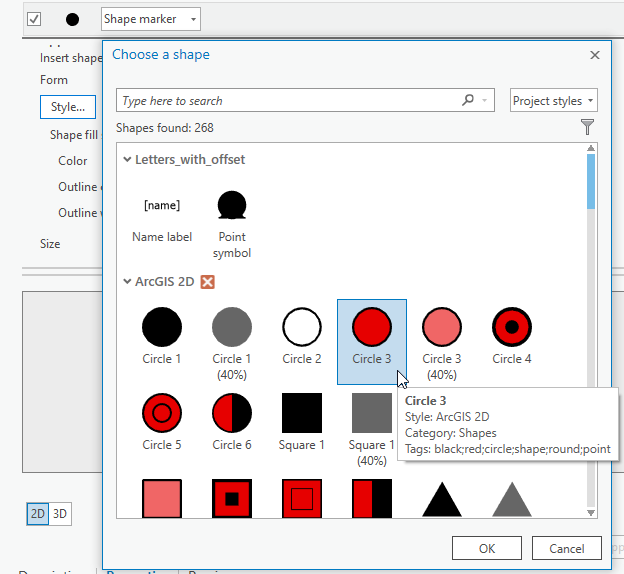 Shape marker
Choose a shape
Insert shape
Form
Type here to search
Project styles
Style...
Shapes found: 268
Shape fill
Letters_with_offset
Color
Outline
[name]
Outline
Name label
Point
symbol
Size
ArcGIS 2D
Circle 1
Circle 1
(40%)
Circle 2
Circle 3
Circle 3
(40%)
Circle 4
Circle 3
Style: ArcGIS 2D
Category: Shapes
Tags: black;red;circle;shape;round;point
Circle 5
Circle 6
Square 1
Square 1
(40%)
2D
3D
OK
Cancel